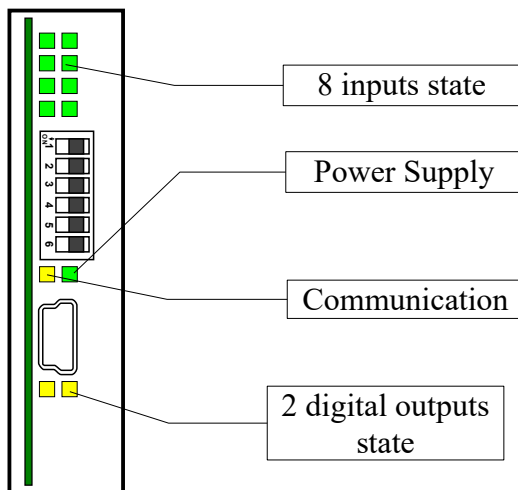 8 inputs state
ON
1
2
3
4
5
6
Power Supply
Communication
2 digital outputs
state